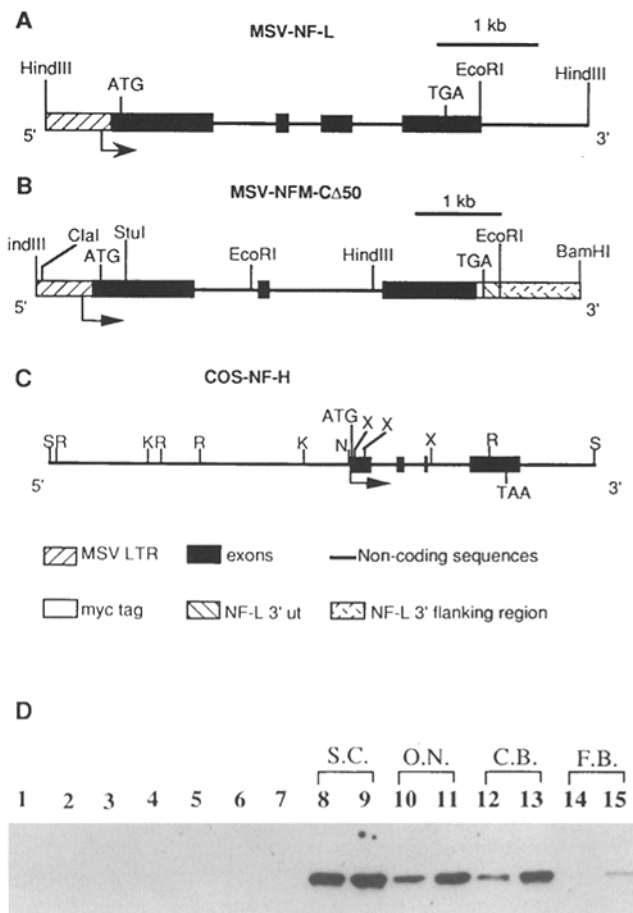 A
MSV-NF-L
1 kb
HindIII
ATG
TGA
EcoRI
HindIII
5'
3'
B
MSV-NFM-CΔ50
1 kb
indIII
ClaI
StuI
ATG
EcoRI
HindIII
TGA
EcoRI
BamHI
5'
3'
C
COS-NF-H
ATG
X
X
S R
K R
R
K
N
X
R
S
5'
TAA
3'
MSV LTR
exons
Non-coding sequences
myc tag
NF-L 3' ut
NF-L 3' flanking region
D
S.C. O.N. C.B. F.B.
1 2 3 4 5 6 7 8 9 10 11 12 13 14 15